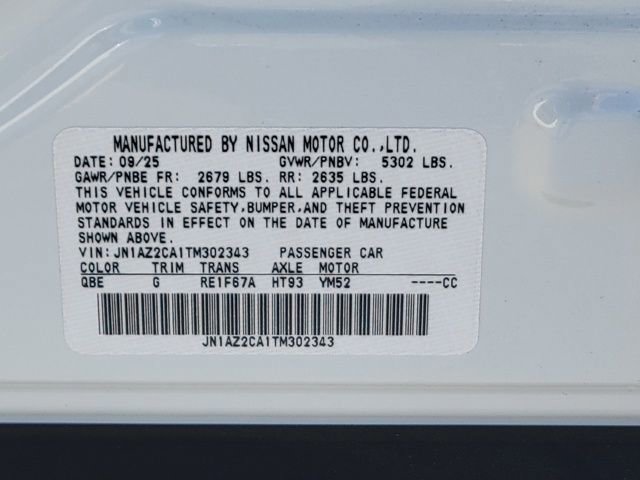 MANUFACTURED BY NISSAN MOTOR CO.,LTD.
DATE: 09/25 GVWR/PNBV: 5302 LBS.
GAWR/PNBE FR: 2679 LBS. RR: 2635 LBS.
THIS VEHICLE CONFORMS TO ALL APPLICABLE FEDERAL
MOTOR VEHICLE SAFETY,BUMPER,AND THEFT PREVENTION
STANDARDS IN EFFECT ON THE DATE OF MANUFACTURE
SHOWN ABOVE.
VIN:JN1AZ2CA1TM302343 PASSENGER CAR
COLOR TRIM TRANS AXLE MOTOR
QBE G RE1F67A HT93 YM52 ----CC
JN1AZ2CA1TM302343